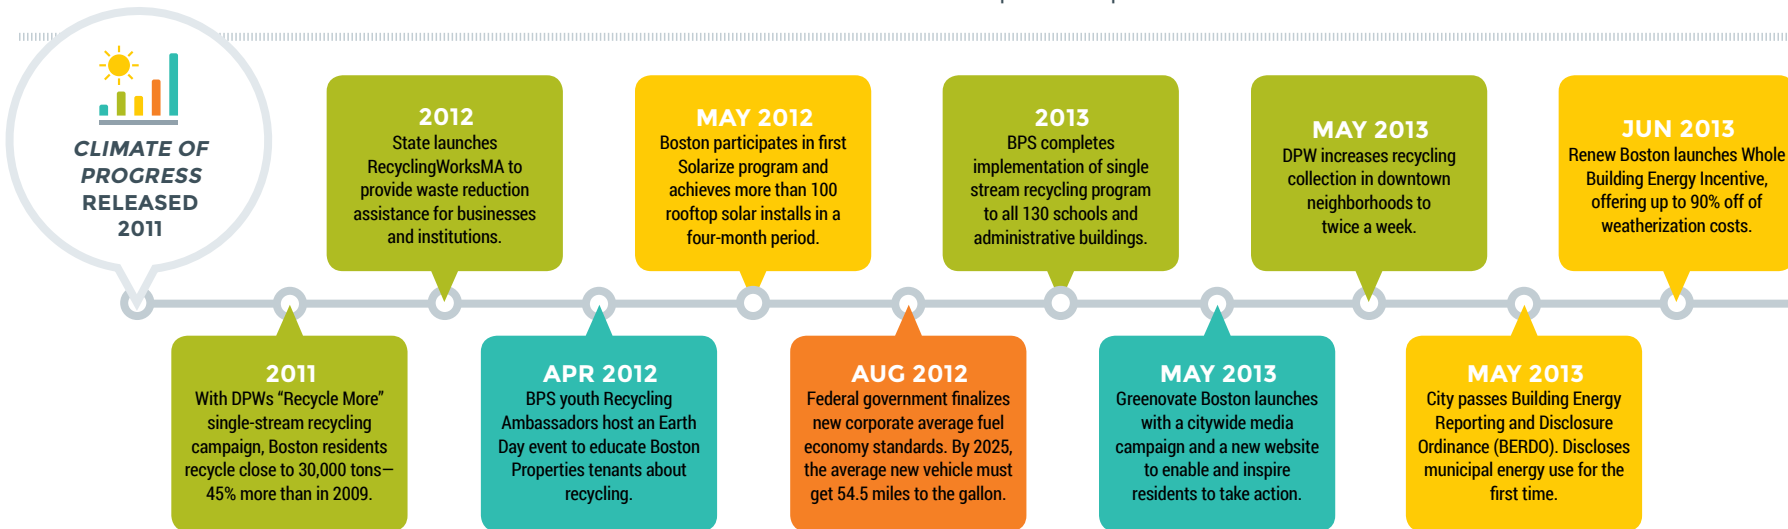 CLIMATE OF
PROGRESS
RELEASED
2011
2011
With DPWs “Recycle More”
single-stream recycling
campaign, Boston residents
recycle close to 30,000 tons—
45% more than in 2009.
2012
State launches
RecyclingWorksMA to
provide waste reduction
assistance for businesses
and institutions.
APR 2012
BPS youth Recycling
Ambassadors host an Earth
Day event to educate Boston
Properties tenants about
recycling.
MAY 2012
Boston participates in first
Solarize program and
achieves more than 100
rooftop solar installs in a
four-month period.
AUG 2012
Federal government finalizes
new corporate average fuel
economy standards. By 2025,
the average new vehicle must
get 54.5 miles to the gallon.
2013
BPS completes
implementation of single
stream recycling program
to all 130 schools and
administrative buildings.
MAY 2013
Greenovate Boston launches
with a citywide media
campaign and a new website
to enable and inspire
residents to take action.
MAY 2013
DPW increases recycling
collection in downtown
neighborhoods to
twice a week.
MAY 2013
City passes Building Energy
Reporting and Disclosure
Ordinance (BERDO). Discloses
municipal energy use for the
first time.
JUN 2013
Renew Boston launches Whole
Building Energy Incentive,
offering up to 90% off of
weatherization costs.